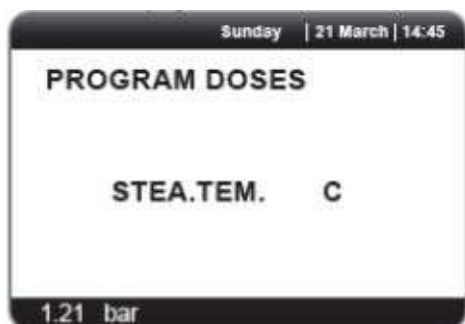 Sunday | 21 March | 14:45
PROGRAM DOSES
STEA.TEM. C
1.21 bar